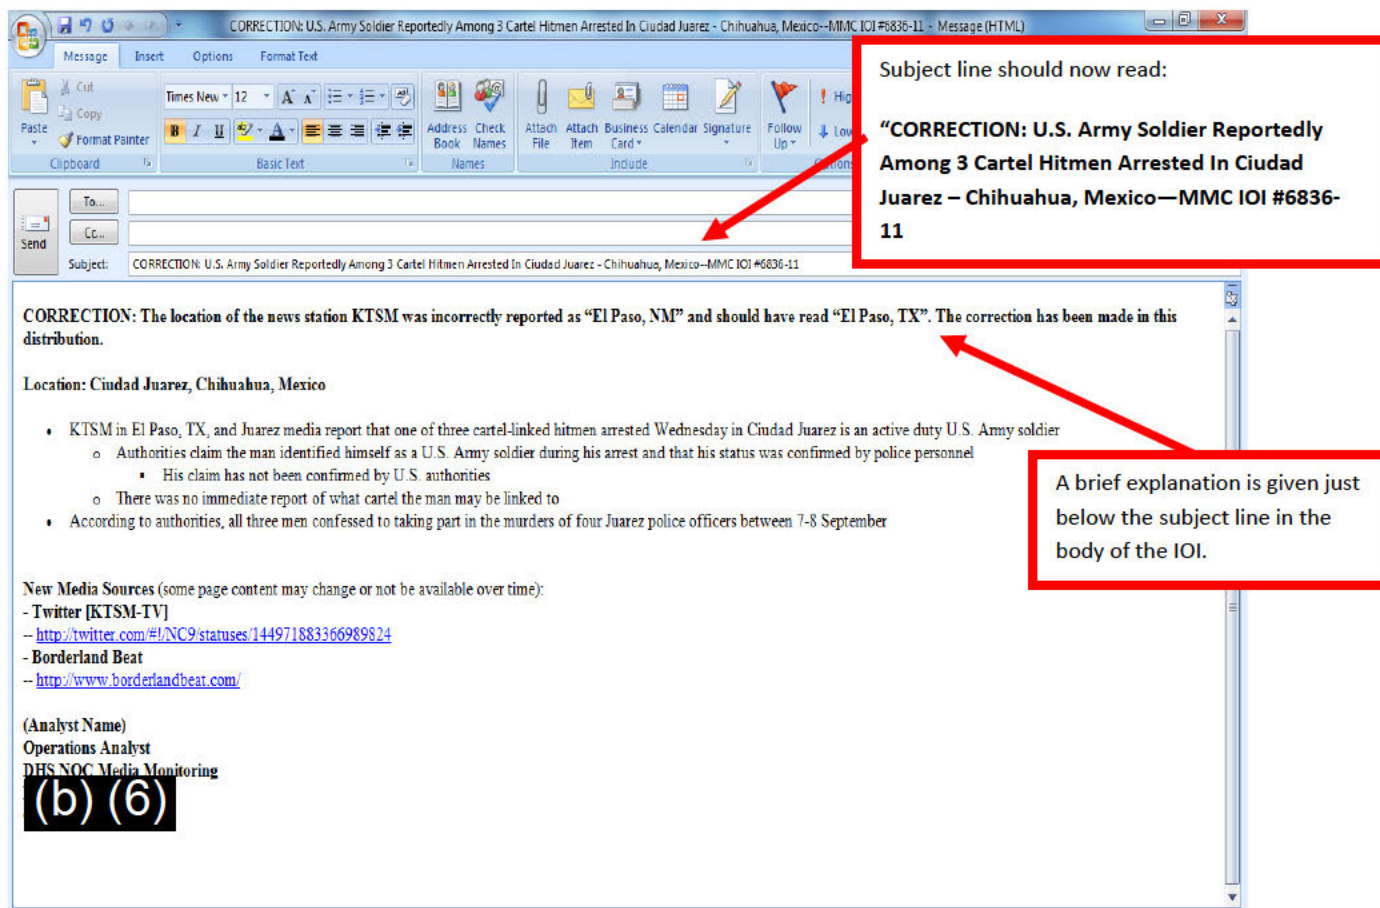 CORRECTION: U.S. Army Soldier Reportedly Among 3 Cartel Hitmen Arrested In Ciudad Juarez - Chihuahua, Mexico--MMC IOI #6836-11 - Message (HTML)
Message Insert Options Format Text
Cut
Copy
Format Painter
Paste
Clipboard
Times New 12
B I U
Basic Text
Address Book
Check Names
Names
Attach File
Attach Item
Business Card
Calendar
Signature
Include
Follow Up
Subject line should now read:
“CORRECTION: U.S. Army Soldier Reportedly
Among 3 Cartel Hitmen Arrested In Ciudad
Juarez – Chihuahua, Mexico—MMC IOI #6836-
11
Send
To...
Cc...
Subject: CORRECTION: U.S. Army Soldier Reportedly Among 3 Cartel Hitmen Arrested In Ciudad Juarez - Chihuahua, Mexico--MMC IOI #6836-11
CORRECTION: The location of the news station KTSM was incorrectly reported as “El Paso, NM” and should have read “El Paso, TX”. The correction has been made in this
distribution.
Location: Ciudad Juarez, Chihuahua, Mexico
• KTSM in El Paso, TX, and Juarez media report that one of three cartel-linked hitmen arrested Wednesday in Ciudad Juarez is an active duty U.S. Army soldier
o Authorities claim the man identified himself as a U.S. Army soldier during his arrest and that his status was confirmed by police personnel
▪ His claim has not been confirmed by U.S. authorities
o There was no immediate report of what cartel the man may be linked to
• According to authorities, all three men confessed to taking part in the murders of four Juarez police officers between 7-8 September
A brief explanation is given just
below the subject line in the
body of the IOI.
New Media Sources (some page content may change or not be available over time):
- Twitter [KTSM-TV]
-- http://twitter.com/#!/NC9/statuses/144971883366989824
- Borderland Beat
-- http://www.borderlandbeat.com/
(Analyst Name)
Operations Analyst
DHS NOC Media Monitoring
(b) (6)